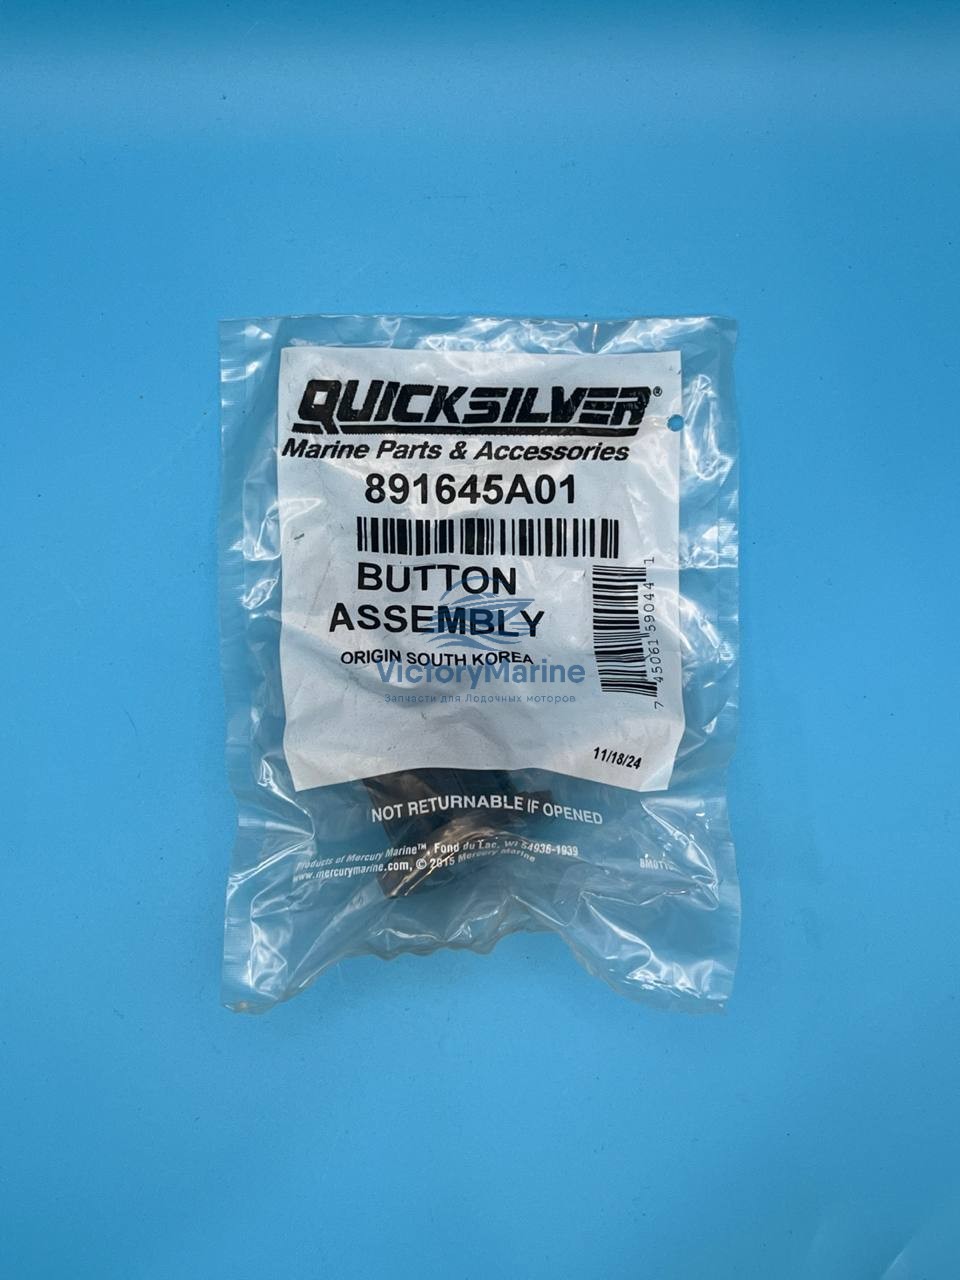 QUICKSILVER®
Marine Parts & Accessories
891645A01
BUTTON
ASSEMBLY
ORIGIN SOUTH KOREA
7 45061 59044 1
VictoryMarine
Запчасти для Лодочных моторов
11/18/24
NOT RETURNABLE IF OPENED
Products of Mercury Marine™, Fond du Lac, WI 54936-1939
www.mercurymarine.com, © 2015 Mercury Marine